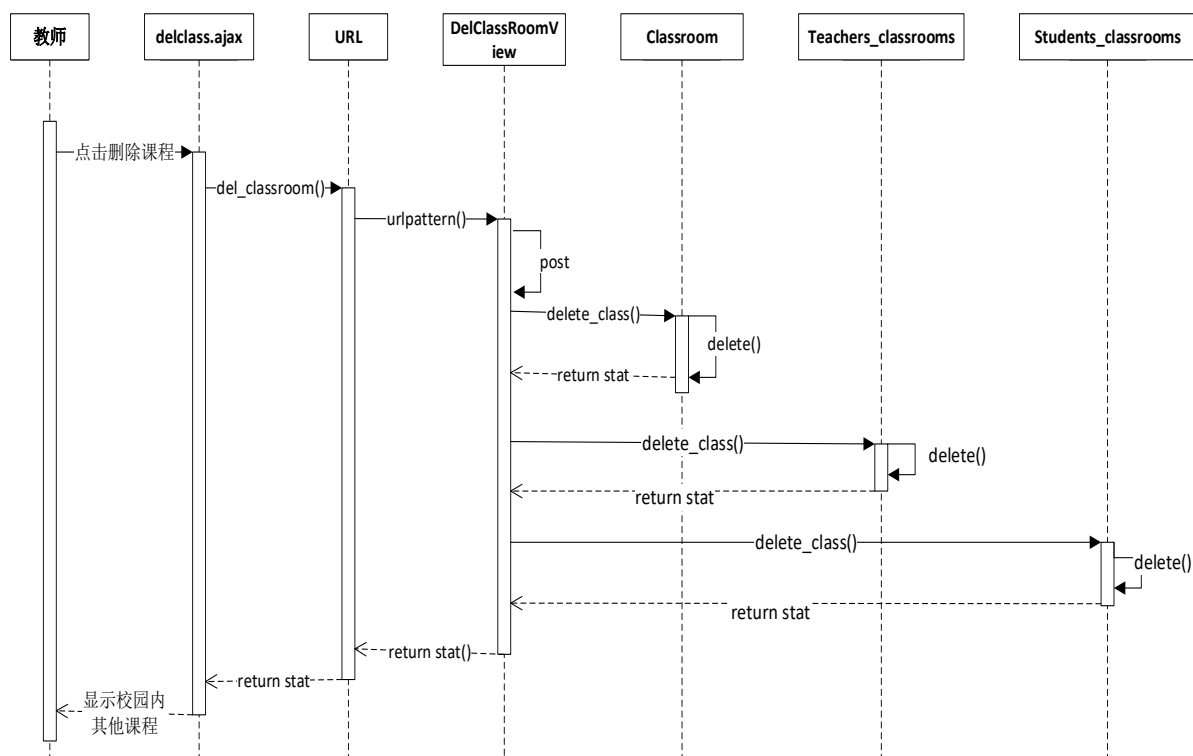 教师
delclass.ajax
URL
DelClassRoomV
iew
Classroom
Teachers_classrooms
Students_classrooms
点击删除课程
del_classroom()
urlpattern()
post
delete_class()
delete()
return stat
delete_class()
delete()
return stat
delete_class()
delete()
return stat
return stat()
return stat
显示校园内
其他课程